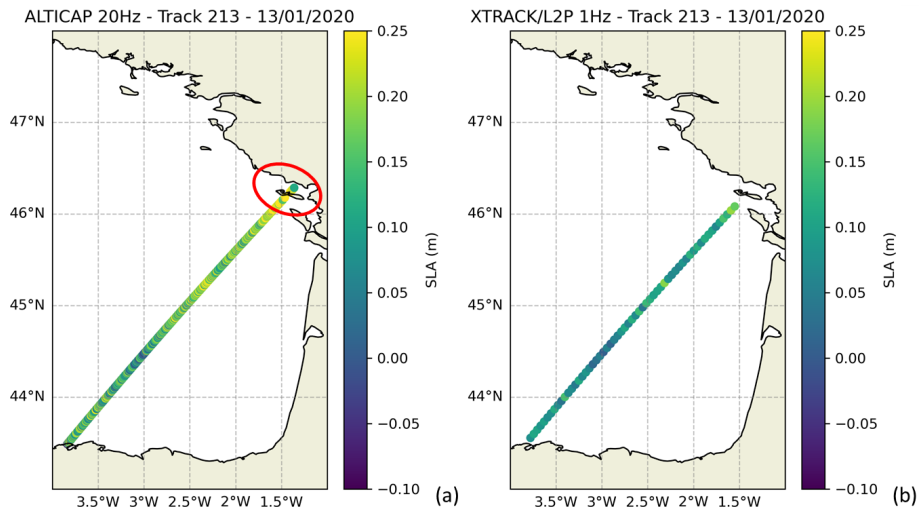 ALTICAP 20Hz - Track 213 - 13/01/2020
47°N
46°N
45°N
44°N
3.5°W 3°W 2.5°W 2°W 1.5°W
0.25
0.20
0.15
0.10
0.05
0.00
−0.05
−0.10
SLA (m)
(a)
XTRACK/L2P 1Hz - Track 213 - 13/01/2020
47°N
46°N
45°N
44°N
3.5°W 3°W 2.5°W 2°W 1.5°W
0.25
0.20
0.15
0.10
0.05
0.00
−0.05
−0.10
SLA (m)
(b)